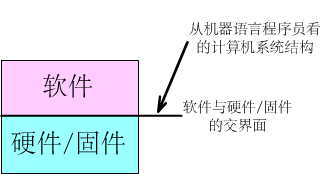 从机器语言程序员看
的计算机系统结构
软件
软件与硬件/固件
的交界面
硬件/固件